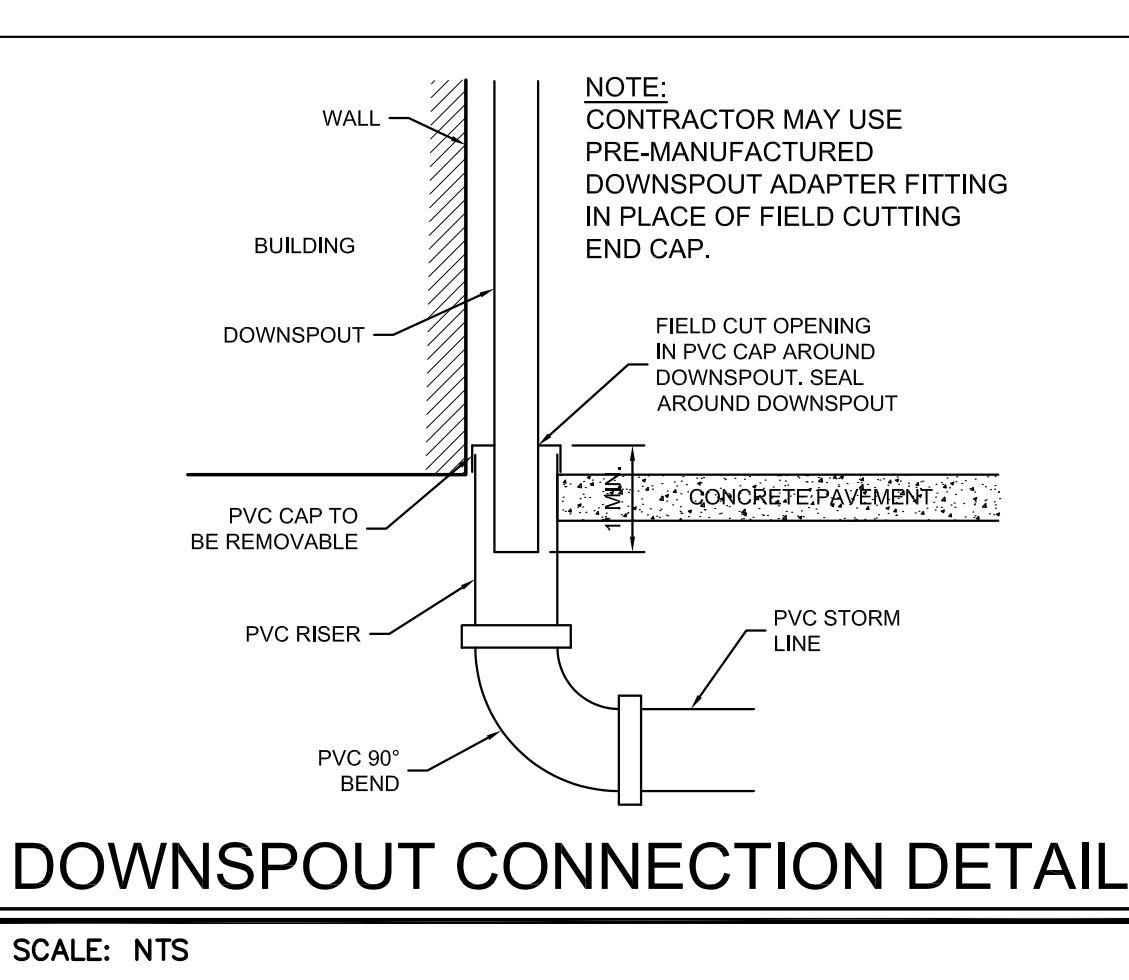 NOTE:
CONTRACTOR MAY USE
PRE-MANUFACTURED
DOWNSPOUT ADAPTER FITTING
IN PLACE OF FIELD CUTTING
END CAP.
WALL
BUILDING
DOWNSPOUT
FIELD CUT OPENING
IN PVC CAP AROUND
DOWNSPOUT. SEAL
AROUND DOWNSPOUT
1' MIN.
CONCRETE PAVEMENT
PVC CAP TO
BE REMOVABLE
PVC RISER
PVC STORM
LINE
PVC 90°
BEND
DOWNSPOUT CONNECTION DETAIL
SCALE: NTS